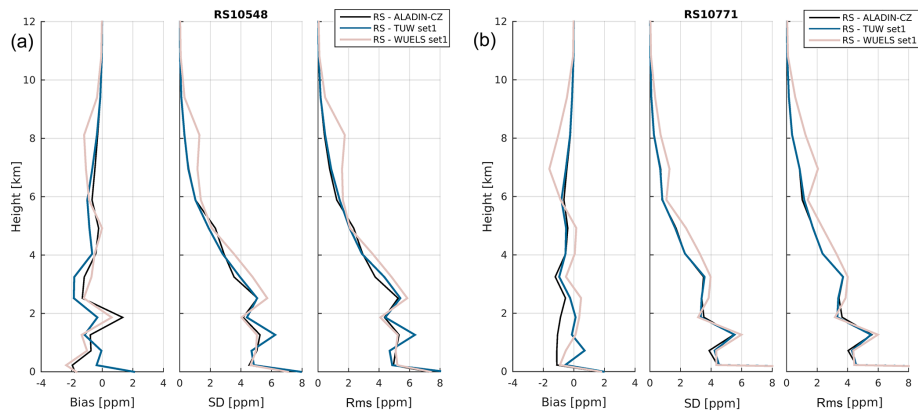 RS10548
(a)
RS - ALADIN-CZ
RS - TUW set1
RS - WUELS set1
Height [km]
12
10
8
6
4
2
0
-4 -2 0 2 4
Bias [ppm]
0 4 8
SD [ppm]
0 2 4 6 8
Rms [ppm]
RS10771
(b)
RS - ALADIN-CZ
RS - TUW set1
RS - WUELS set1
Height [km]
12
10
8
6
4
2
0
-4 -2 0 2 4
Bias [ppm]
0 2 4 6 8
SD [ppm]
0 2 4 6 8
Rms [ppm]